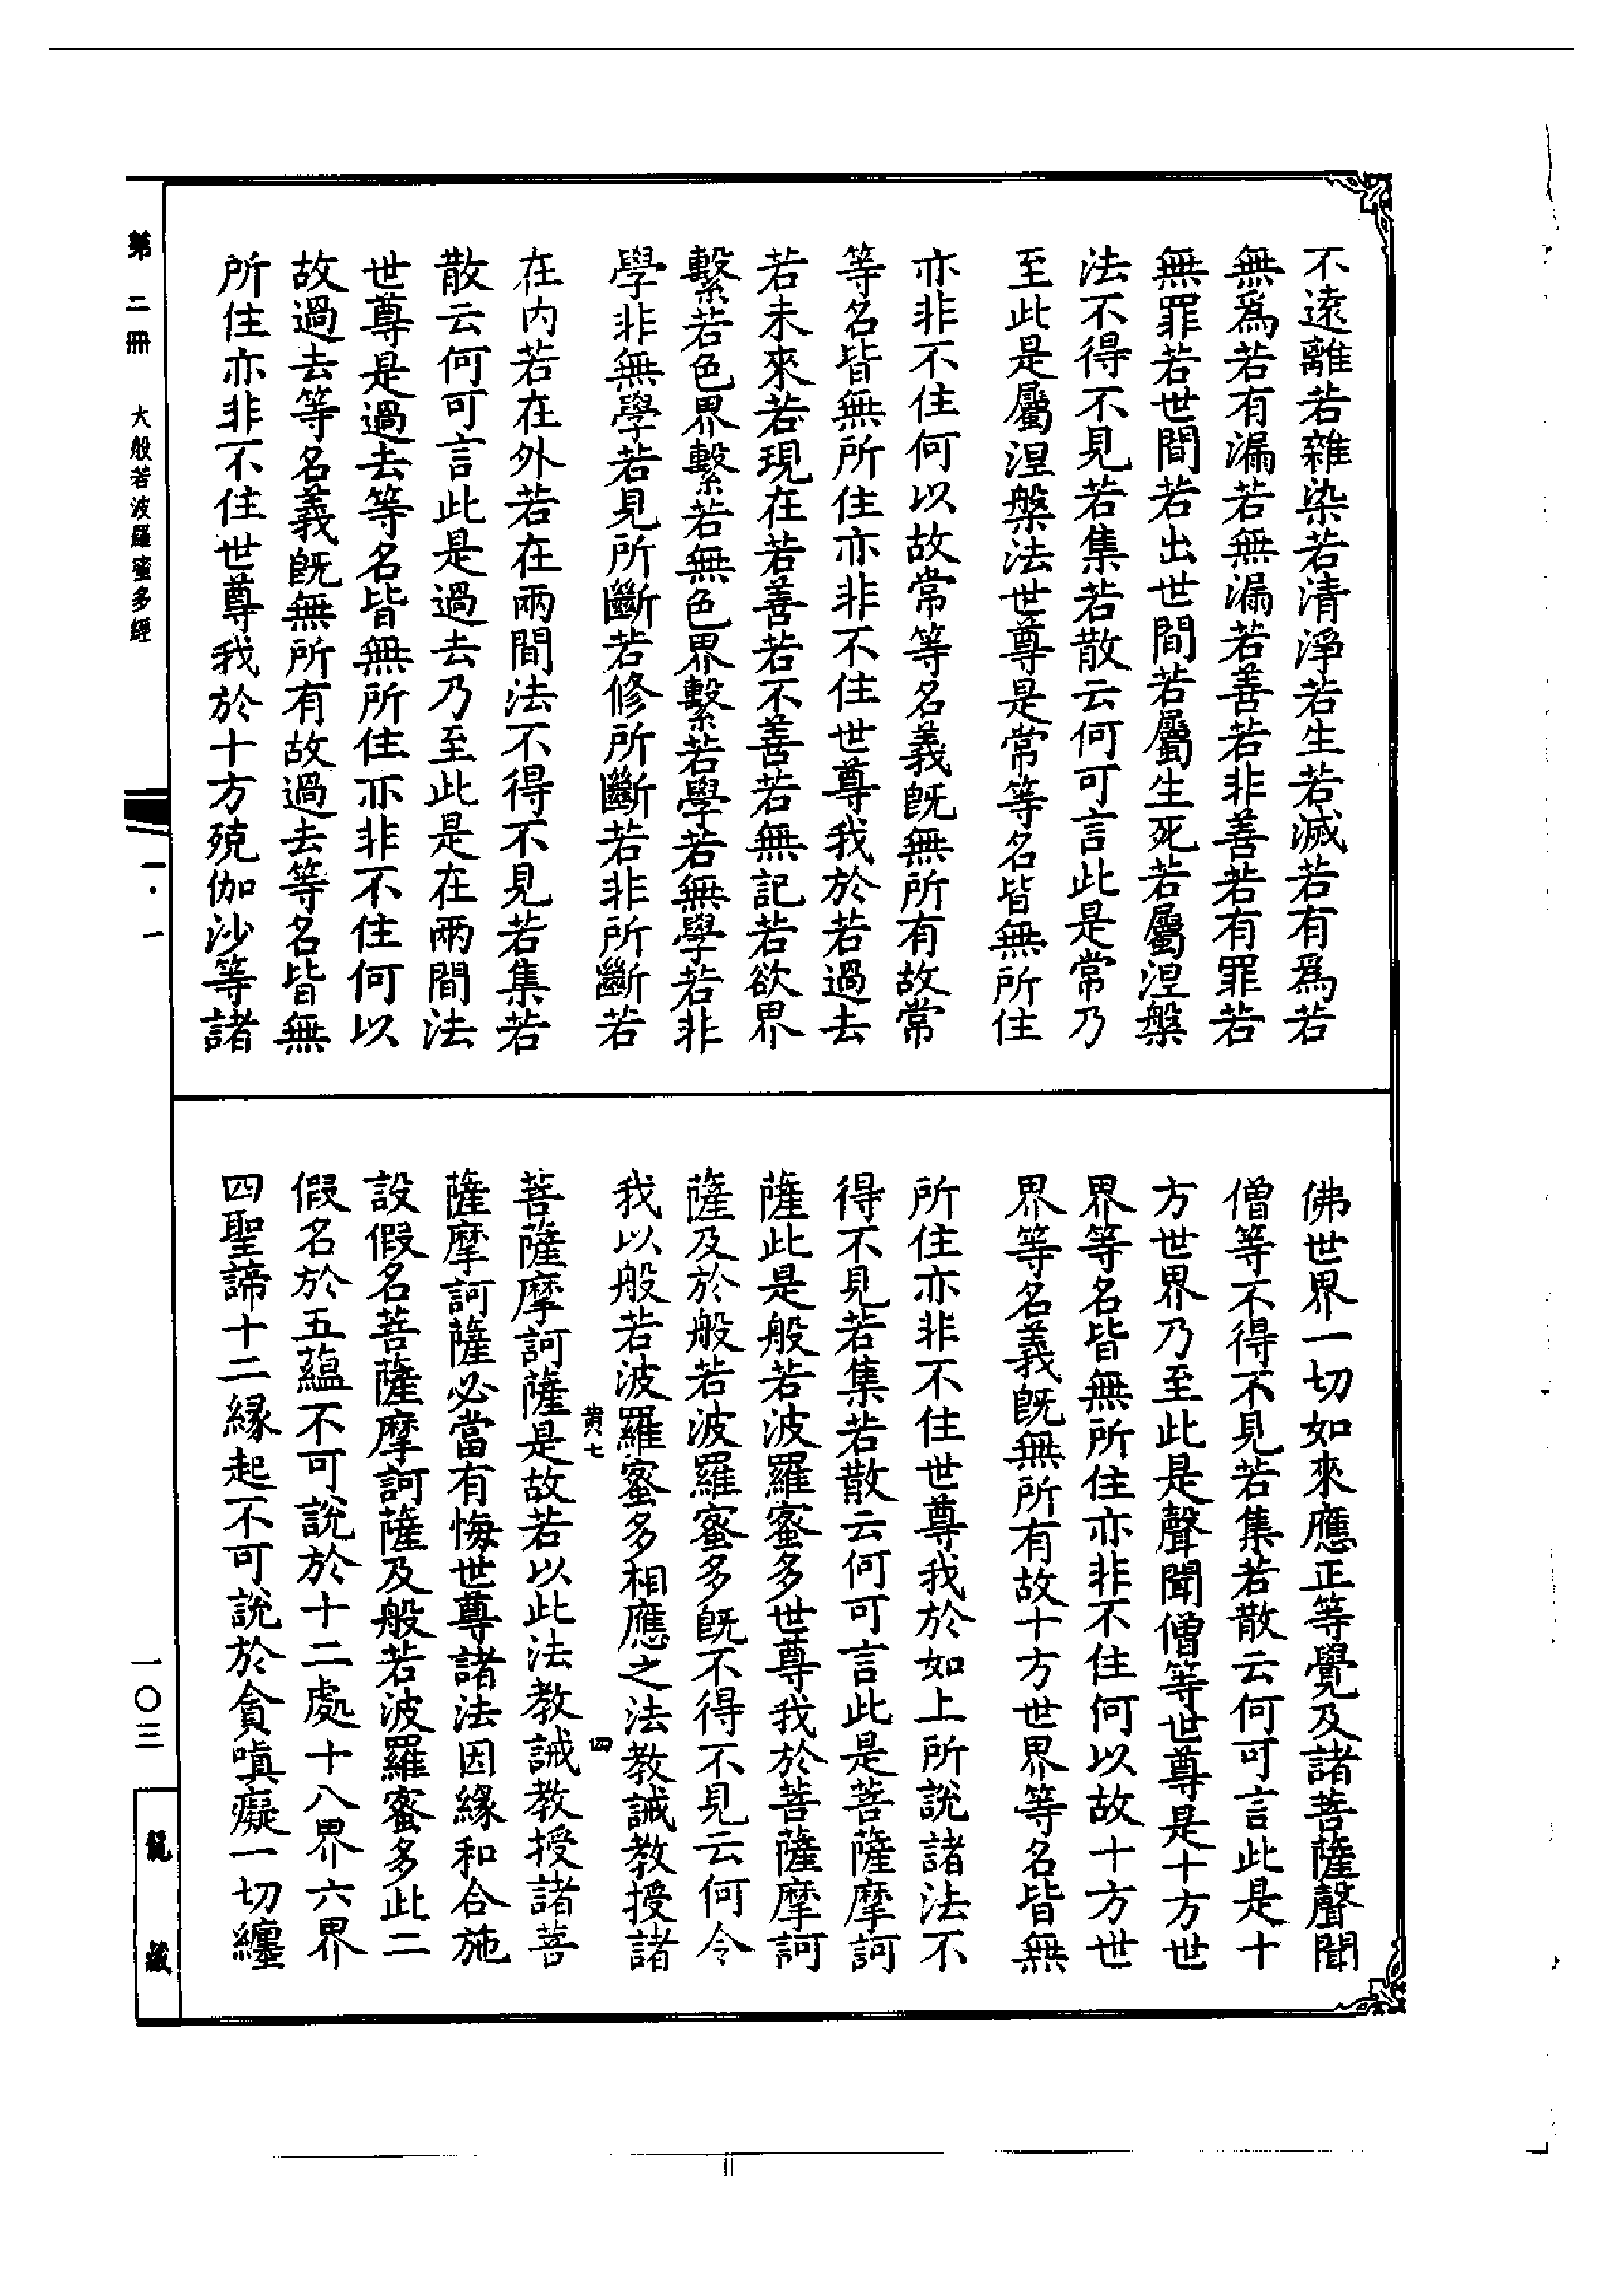 不遠離若雜染若清淨若生若滅若有爲若
無爲若有漏若無漏若善若非善若有罪若
無罪若世間若出世間若屬生死若屬涅槃
法不得不見若集若散云何可言此是常乃
至此是屬涅槃法世尊是常等名皆無所住
亦非不住何以故常等名義旣無所有故常
等名皆無所住亦非不住世尊我於若過去
若未來若現在若善若不善若無記若欲界
繫若色界繫若無色界繫若學若無學若非
學非無學若見所斷若修所斷若非所斷若
在内若在外若在兩間法不得不見若集若
散云何可言此是過去乃至此是在兩間法
世尊是過去等名皆無所住亦非不住何以
故過去等名義旣無所有故過去等名皆無
所住亦非不住世尊我於十方殑伽沙等諸
佛世界一切如來應正等覺及諸菩薩聲聞
僧等不得不見若集若散云何可言此是十
方世界乃至此是聲聞僧等世尊是十方世
界等名皆無所住亦非不住何以故十方世
界等名義旣無所有故十方世界等名皆無
所住亦非不住世尊我於如上所說諸法不
得不見若集若散云何可言此是菩薩摩訶
薩此是般若波羅蜜多世尊我於菩薩摩訶
薩及於般若波羅蜜多旣不得不見云何令
我以般若波羅蜜多相應之法教誡教授諸
黄六七 四
菩薩摩訶薩是故若以此法教誡教授諸菩
薩摩訶薩必當有悔世尊諸法因緣和合施
設假名菩薩摩訶薩及般若波羅蜜多此二
假名於五蘊不可說於十二處十八界六界
四聖諦十二緣起不可說於貪嗔癡一切纏
第二冊 大般若波羅蜜多經 一·一 一〇三 龍藏